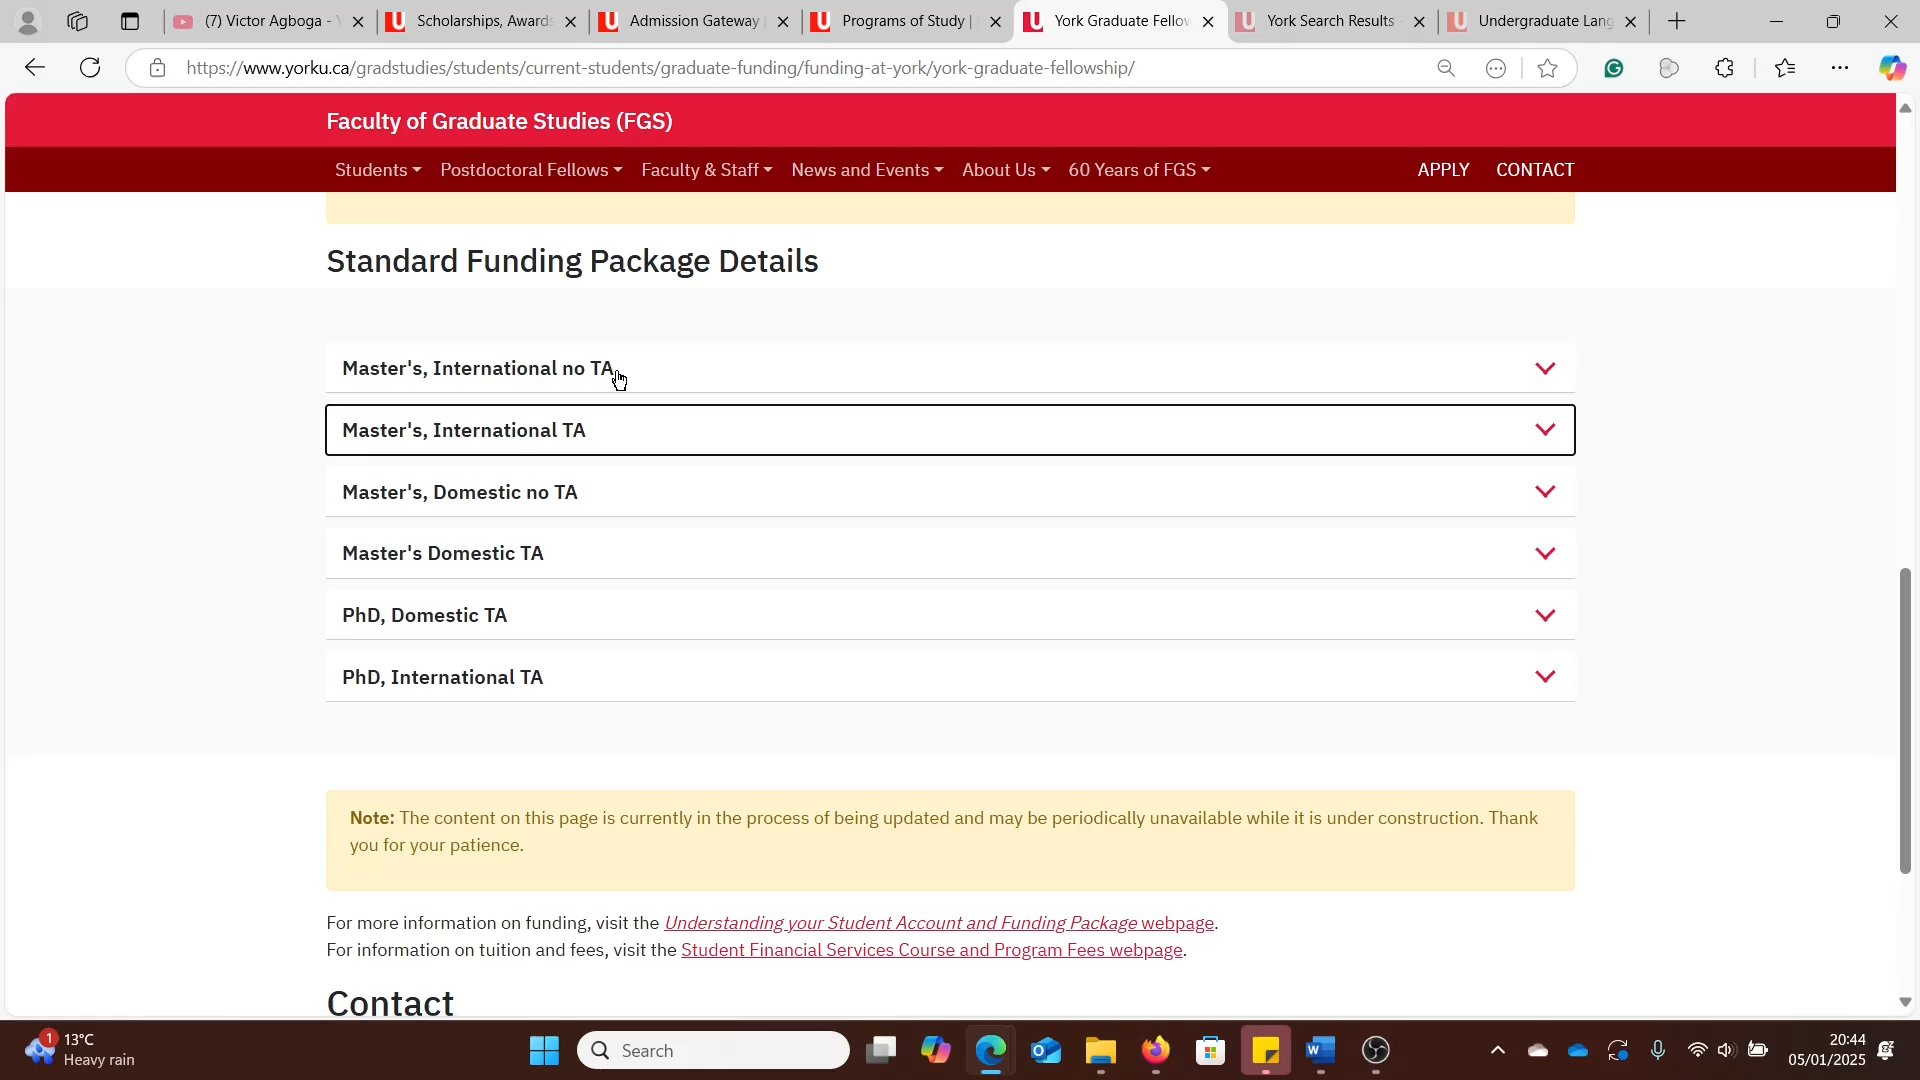 (7) Victor Agboga -
Scholarships, Awards
Admission Gateway
Programs of Study |
York Graduate Fellow
York Search Results
Undergraduate Lang
https://www.yorku.ca/gradstudies/students/current-students/graduate-funding/funding-at-york/york-graduate-fellowship/
Faculty of Graduate Studies (FGS)
Students Postdoctoral Fellows Faculty & Staff News and Events About Us 60 Years of FGS APPLY CONTACT
Standard Funding Package Details
Master's, International no TA
Master's, International TA
Master's, Domestic no TA
Master's Domestic TA
PhD, Domestic TA
PhD, International TA
Note: The content on this page is currently in the process of being updated and may be periodically unavailable while it is under construction. Thank
you for your patience.
For more information on funding, visit the Understanding your Student Account and Funding Package webpage.
For information on tuition and fees, visit the Student Financial Services Course and Program Fees webpage.
Contact
1
13°C
Heavy rain
Search
20:44
05/01/2025